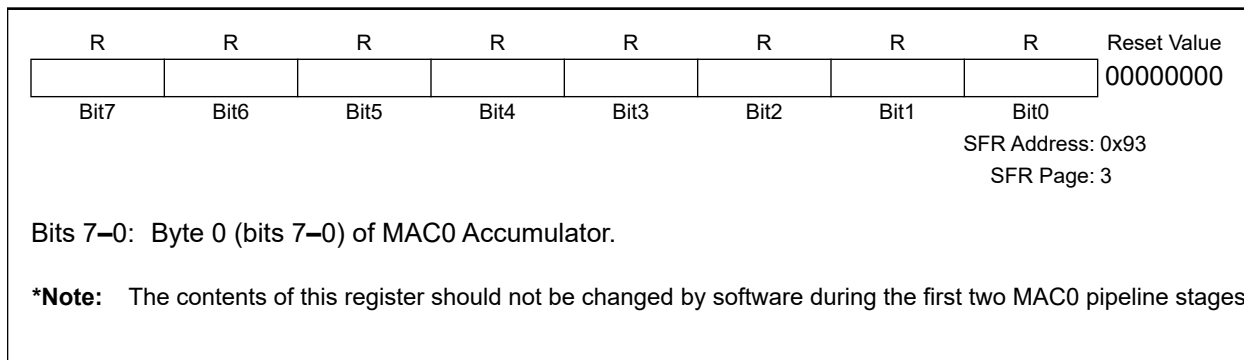 R R R R R R R R Reset Value
00000000
Bit7 Bit6 Bit5 Bit4 Bit3 Bit2 Bit1 Bit0
SFR Address: 0x93
SFR Page: 3
Bits 7–0: Byte 0 (bits 7–0) of MAC0 Accumulator.
*Note: The contents of this register should not be changed by software during the first two MAC0 pipeline stages